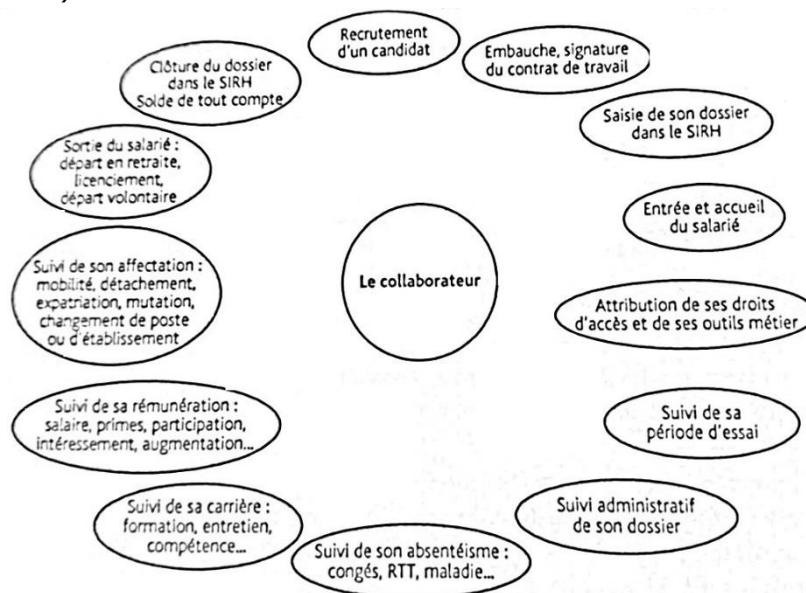 Recrutement
d'un candidat
Embauche, signature
du contrat de travail
Saisie de son dossier
dans le SIRH
Entrée et accueil
du salarié
Attribution de ses droits
d'accès et de ses outils métier
Suivi de sa
période d'essai
Suivi administratif
de son dossier
Suivi de son absentéisme :
congés, RTT, maladie...
Suivi de sa carrière :
formation, entretien,
compétence...
Suivi de sa rémunération :
salaire, primes, participation,
intéressement, augmentation...
Suivi de son affectation :
mobilité, détachement,
expatriation, mutation,
changement de poste
ou d'établissement
Sortie du salarié :
départ en retraite,
licenciement,
départ volontaire
Clôture du dossier
dans le SIRH
Solde de tout compte
Le collaborateur